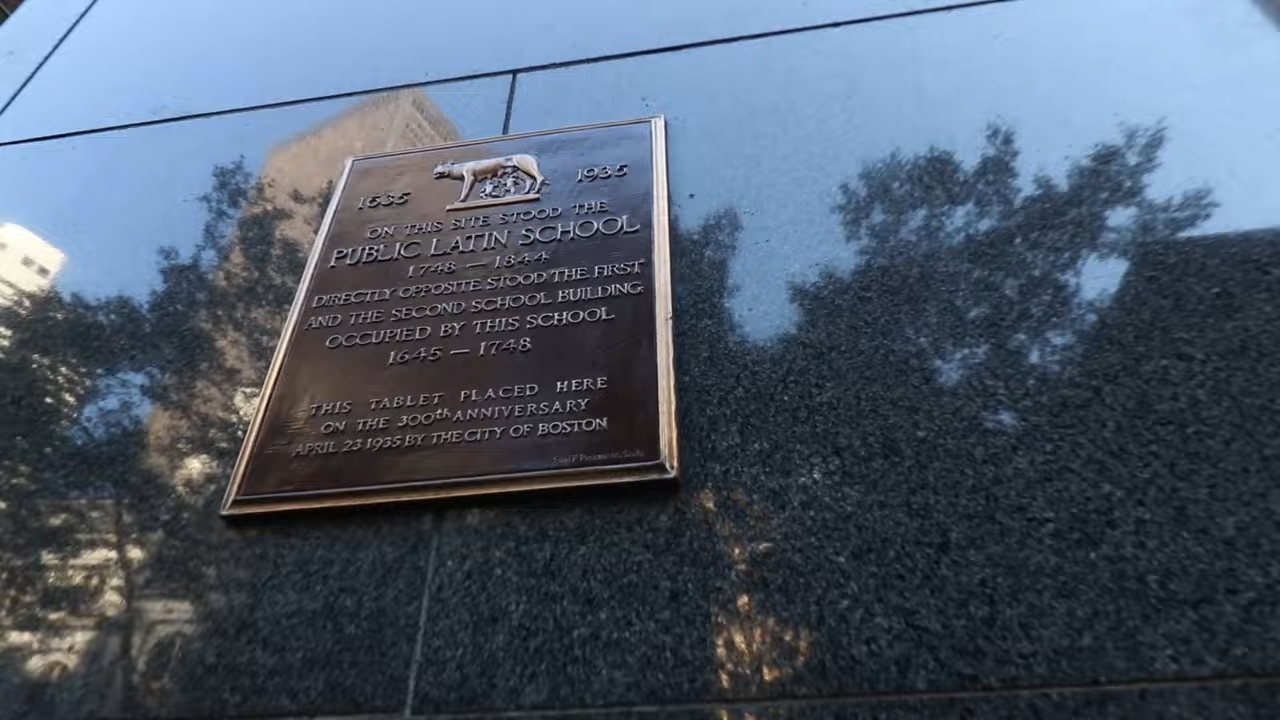 1635 1935
ON THIS SITE STOOD THE
PUBLIC LATIN SCHOOL
1748 — 1844
DIRECTLY OPPOSITE STOOD THE FIRST
AND THE SECOND SCHOOL BUILDING
OCCUPIED BY THIS SCHOOL
1645 — 1748
THIS TABLET PLACED HERE
ON THE 300th ANNIVERSARY
APRIL 23 1935 BY THE CITY OF BOSTON